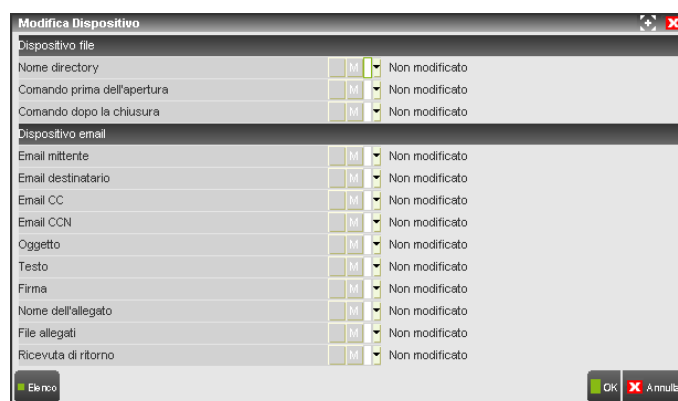 Modifica Dispositivo
Dispositivo file
Nome directory M Non modificato
Comando prima dell'apertura M Non modificato
Comando dopo la chiusura M Non modificato
Dispositivo email
Email mittente M Non modificato
Email destinatario M Non modificato
Email CC M Non modificato
Email CCN M Non modificato
Oggetto M Non modificato
Testo M Non modificato
Firma M Non modificato
Nome dell'allegato M Non modificato
File allegati M Non modificato
Ricevuta di ritorno M Non modificato
Elenco OK Annulla